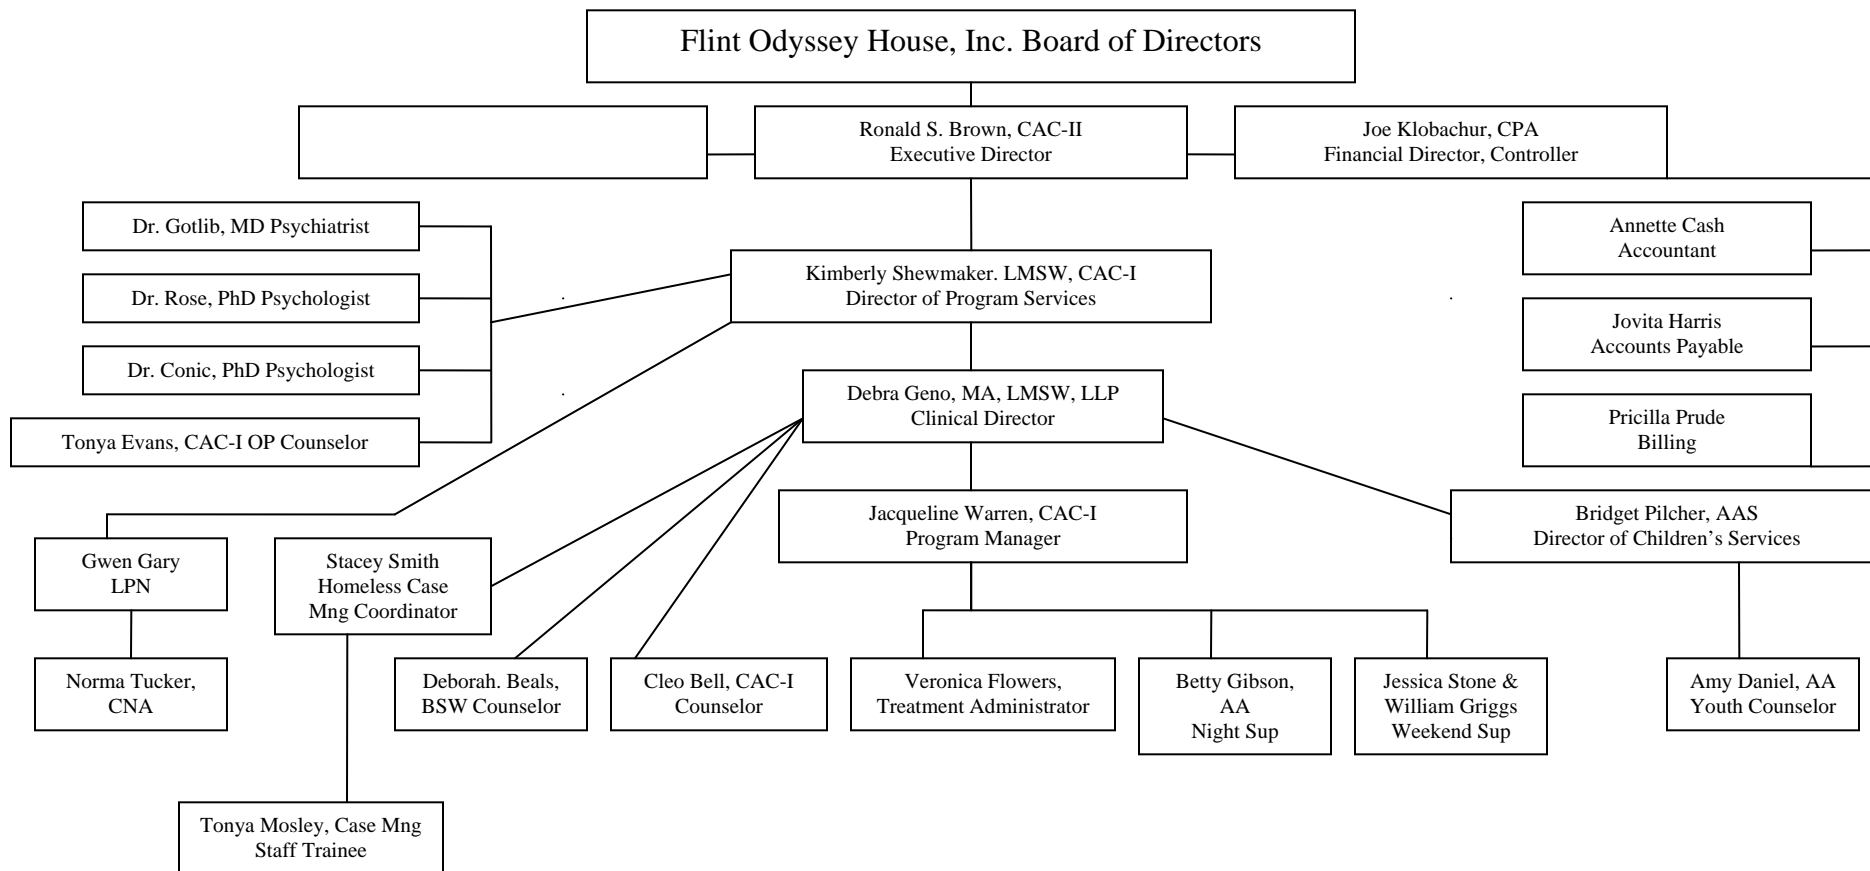 Flint Odyssey House, Inc. Board of Directors
Ronald S. Brown, CAC-II
Executive Director
Joe Klobachur, CPA
Financial Director, Controller
Dr. Gotlib, MD Psychiatrist
Dr. Rose, PhD Psychologist
Dr. Conic, PhD Psychologist
Tonya Evans, CAC-I OP Counselor
Kimberly Shewmaker. LMSW, CAC-I
Director of Program Services
Annette Cash
Accountant
Jovita Harris
Accounts Payable
Pricilla Prude
Billing
Debra Geno, MA, LMSW, LLP
Clinical Director
Jacqueline Warren, CAC-I
Program Manager
Bridget Pilcher, AAS
Director of Children’s Services
Gwen Gary
LPN
Stacey Smith
Homeless Case
Mng Coordinator
Norma Tucker,
CNA
Deborah. Beals,
BSW Counselor
Cleo Bell, CAC-I
Counselor
Veronica Flowers,
Treatment Administrator
Betty Gibson,
AA
Night Sup
Jessica Stone &
William Griggs
Weekend Sup
Amy Daniel, AA
Youth Counselor
Tonya Mosley, Case Mng
Staff Trainee